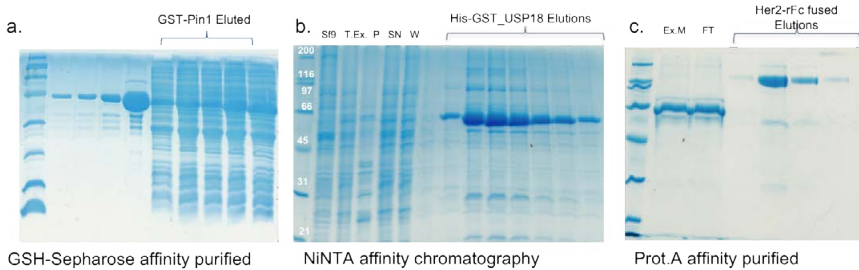 a.
GST-Pin1 Eluted
GSH-Sepharose affinity purified
b.
His-GST_USP18 Elutions
Sf9 T.Ex. P SN W
200
116
97
66
45
31
21
NiNTA affinity chromatography
c.
Her2-rFc fused
Elutions
Ex.M FT
Prot.A affinity purified